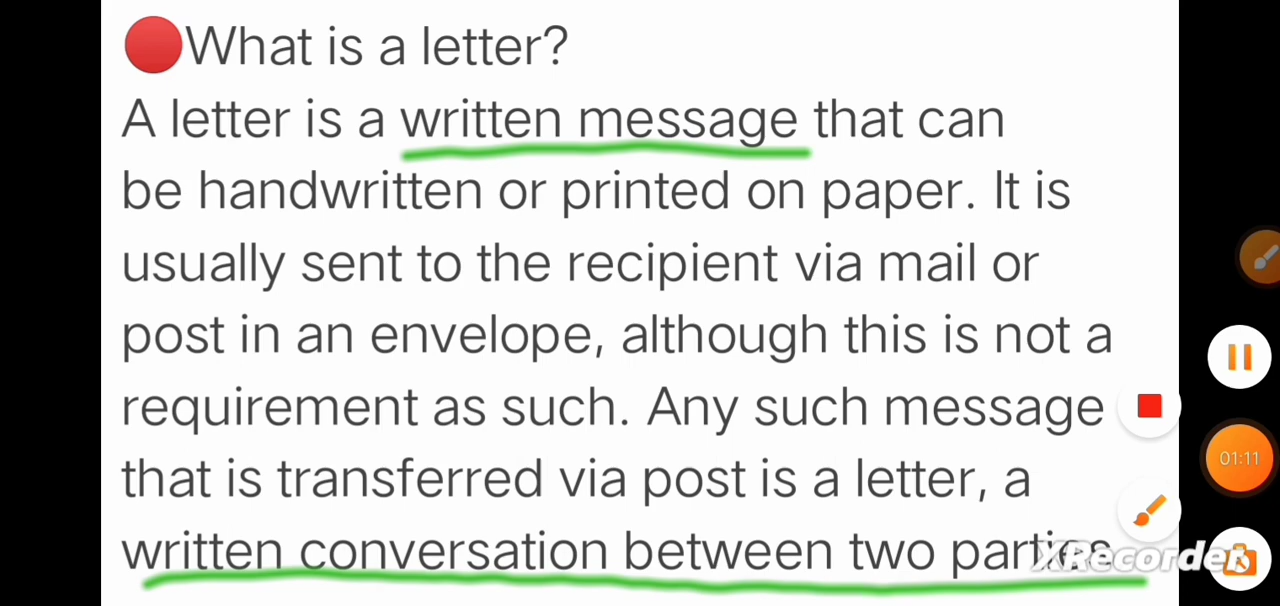 🔴What is a letter?
A letter is a written message that can
be handwritten or printed on paper. It is
usually sent to the recipient via mail or
post in an envelope, although this is not a
requirement as such. Any such message
that is transferred via post is a letter, a
written conversation between two parties
01:11
XRecorder